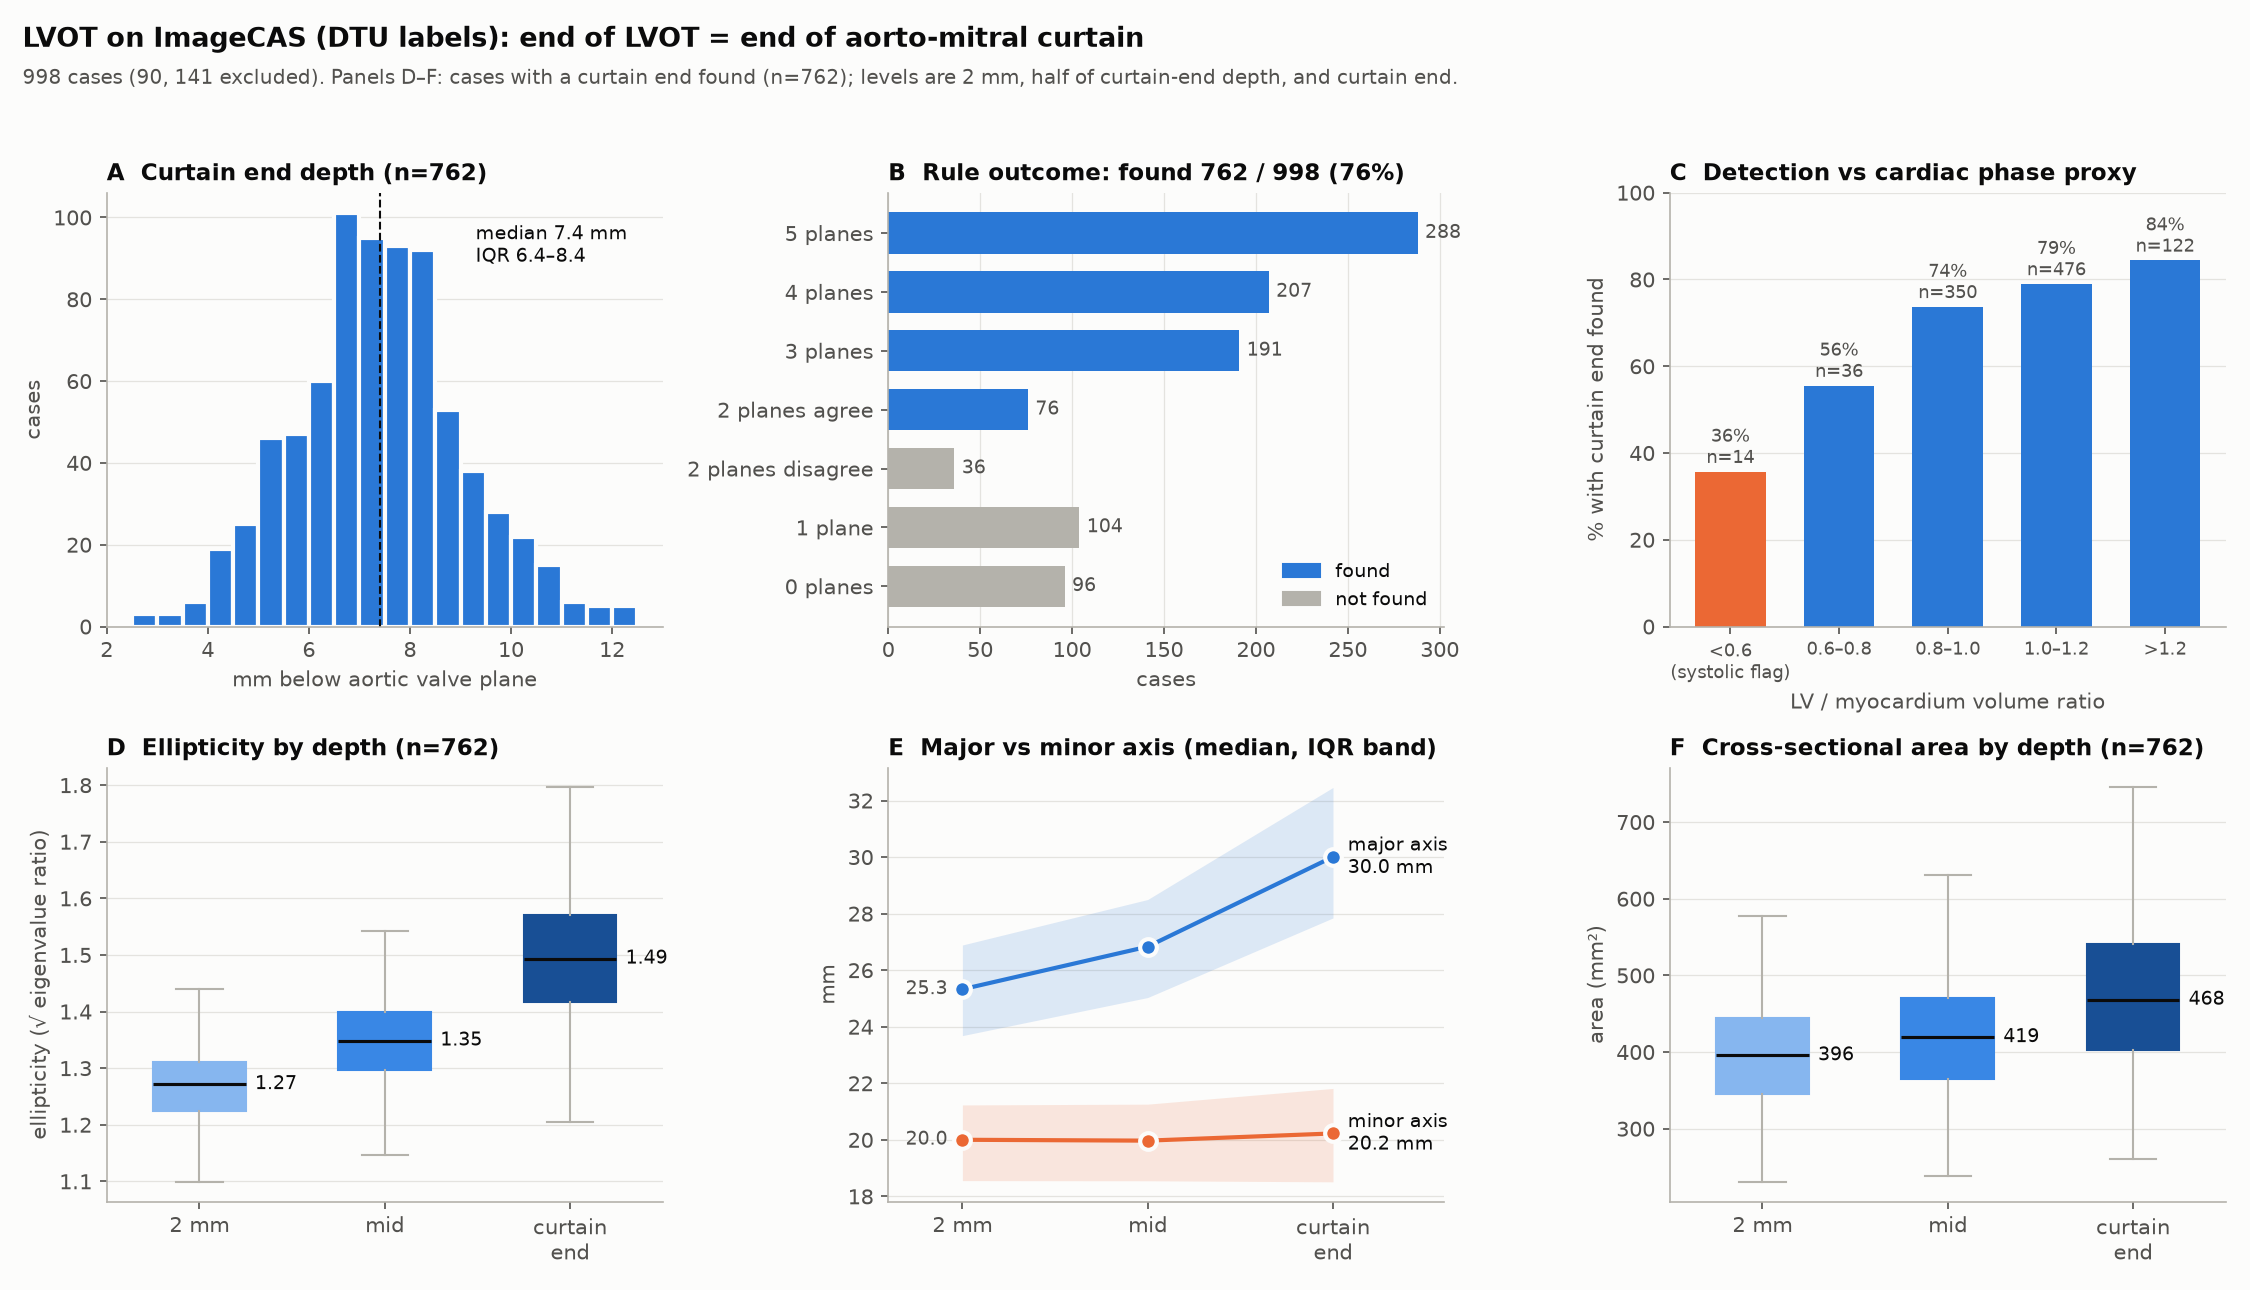 LVOT on ImageCAS (DTU labels): end of LVOT = end of aorto-mitral curtain
998 cases (90, 141 excluded). Panels D–F: cases with a curtain end found (n=762); levels are 2 mm, half of curtain-end depth, and curtain end.
A Curtain end depth (n=762)
median 7.4 mm
IQR 6.4–8.4
cases
100
80
60
40
20
0
2 4 6 8 10 12
mm below aortic valve plane
B Rule outcome: found 762 / 998 (76%)
5 planes 288
4 planes 207
3 planes 191
2 planes agree 76
2 planes disagree 36
1 plane 104
0 planes 96
found
not found
0 50 100 150 200 250 300
cases
C Detection vs cardiac phase proxy
% with curtain end found
100
80
60
40
20
0
36%
n=14
56%
n=36
74%
n=350
79%
n=476
84%
n=122
<0.6 0.6–0.8 0.8–1.0 1.0–1.2 >1.2
(systolic flag)
LV / myocardium volume ratio
D Ellipticity by depth (n=762)
ellipticity (√ eigenvalue ratio)
1.8
1.7
1.6
1.5
1.4
1.3
1.2
1.1
1.27
1.35
1.49
2 mm mid curtain
end
E Major vs minor axis (median, IQR band)
mm
32
30
28
26
24
22
20
18
25.3
major axis
30.0 mm
20.0
minor axis
20.2 mm
2 mm mid curtain
end
F Cross-sectional area by depth (n=762)
area (mm²)
700
600
500
400
300
396
419
468
2 mm mid curtain
end